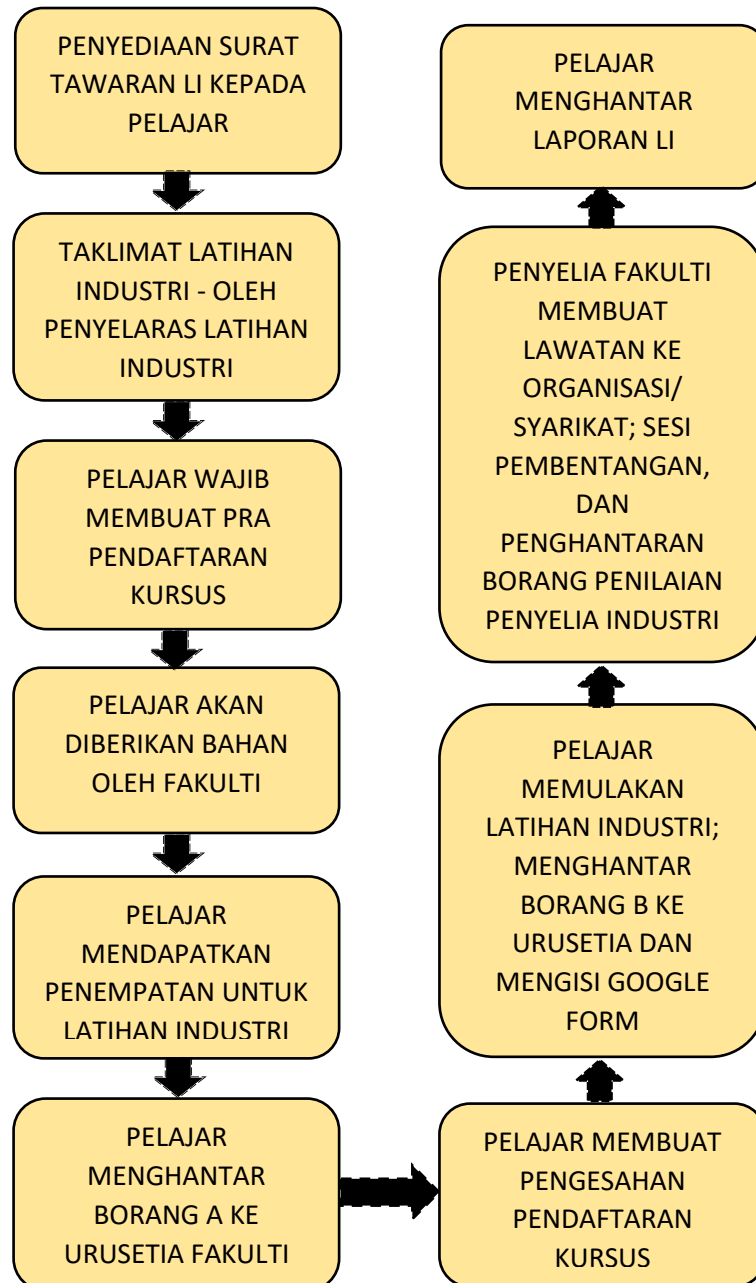 PENYEDIAAN SURAT
TAWARAN LI KEPADA
PELAJAR
TAKLIMAT LATIHAN
INDUSTRI - OLEH
PENYELARAS LATIHAN
INDUSTRI
PELAJAR WAJIB
MEMBUAT PRA
PENDAFTARAN
KURSUS
PELAJAR AKAN
DIBERIKAN BAHAN
OLEH FAKULTI
PELAJAR
MENDAPATKAN
PENEMPATAN UNTUK
LATIHAN INDUSTRI
PELAJAR
MENGHANTAR
BORANG A KE
URUSETIA FAKULTI
PELAJAR MEMBUAT
PENGESAHAN
PENDAFTARAN
KURSUS
PELAJAR
MEMULAKAN
LATIHAN INDUSTRI;
MENGHANTAR
BORANG B KE
URUSETIA DAN
MENGISI GOOGLE
FORM
PENYELIA FAKULTI
MEMBUAT
LAWATAN KE
ORGANISASI/
SYARIKAT; SESI
PEMBENTANGAN,
DAN
PENGHANTARAN
BORANG PENILAIAN
PENYELIA INDUSTRI
PELAJAR
MENGHANTAR
LAPORAN LI